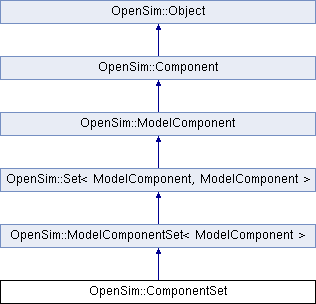 OpenSim::Object
OpenSim::Component
OpenSim::ModelComponent
OpenSim::Set< ModelComponent, ModelComponent >
OpenSim::ModelComponentSet< ModelComponent >
OpenSim::ComponentSet